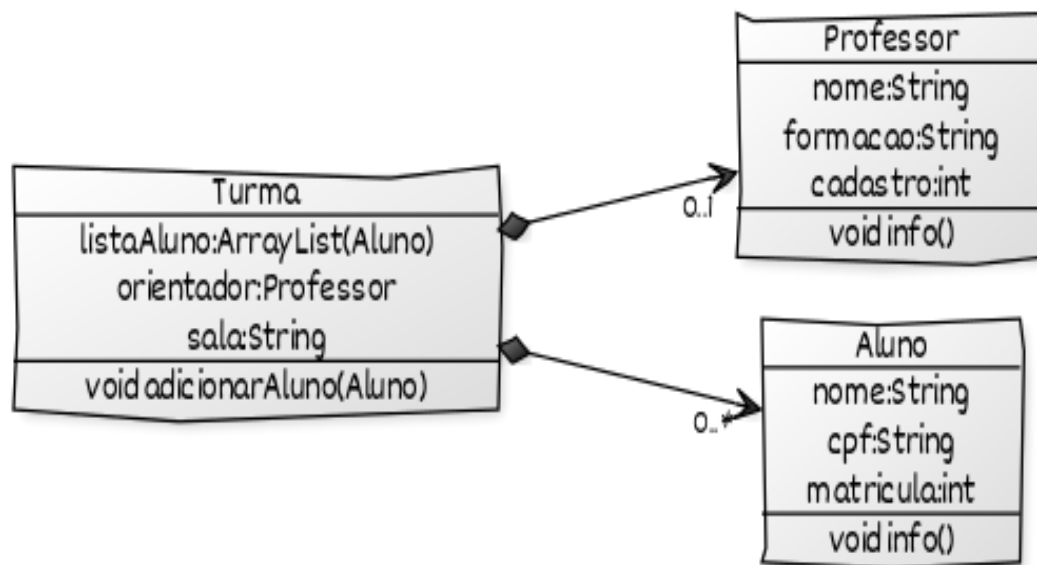 Turma
listaAluno:ArrayList(Aluno)
orientador:Professor
sala:String
void adicionarAluno(Aluno)
0..1
0..*
Professor
nome:String
formacao:String
cadastro:int
void info()
Aluno
nome:String
cpf:String
matricula:int
void info()